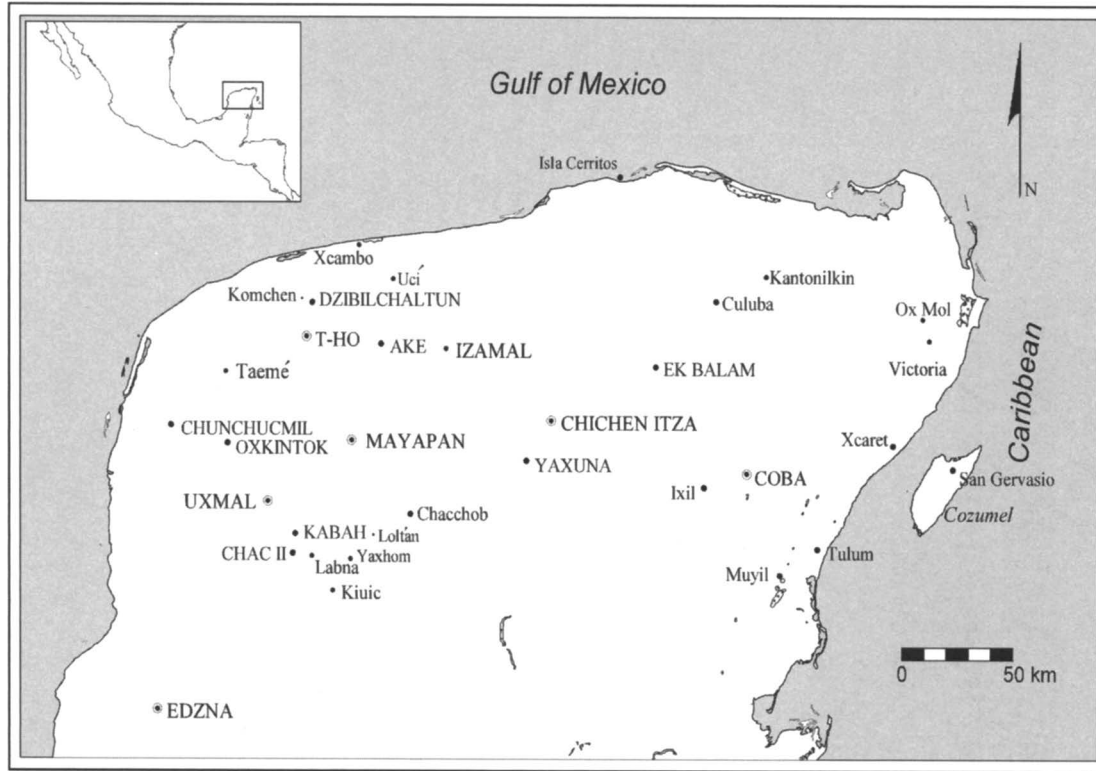 Gulf of Mexico
Isla Cerritos
N
Xcambo
Ucí
Kantonilkin
Komchen
DZIBILCHALTUN
Culuba
Ox Mol
T-HO
AKE
IZAMAL
Victoria
Taemé
EK BALAM
Caribbean
CHUNCHUCMIL
OXKINTOK
MAYAPAN
CHICHEN ITZA
Xcaret
YAXUNA
COBA
San Gervasio
UXMAL
Ixil
Cozumel
Chacchob
KABAH
Loltán
CHAC II
Labna
Yaxhom
Tulum
Kiuic
Muyil
0 50 km
EDZNA